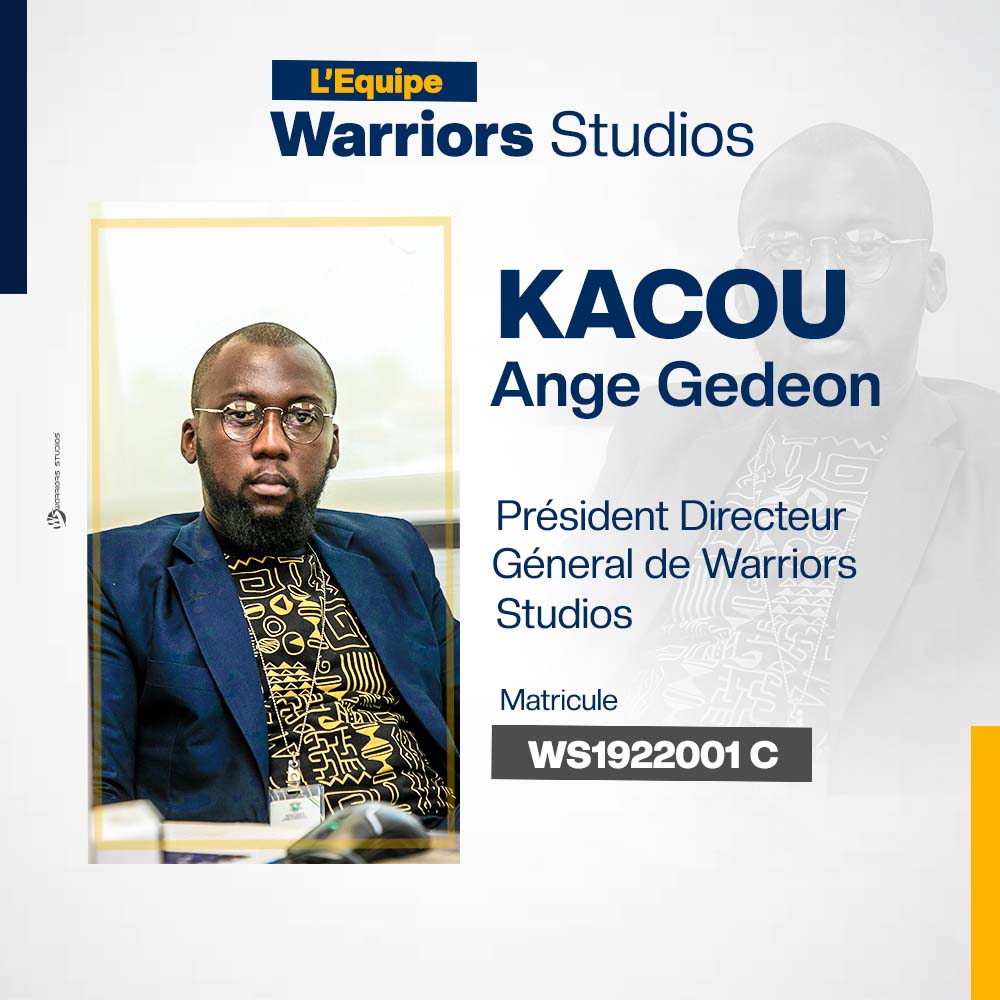 L'Equipe
Warriors Studios
KACOU
Ange Gedeon
Président Directeur
Géneral de Warriors
Studios
Matricule
WS1922001 C
WARRIORS STUDIOS